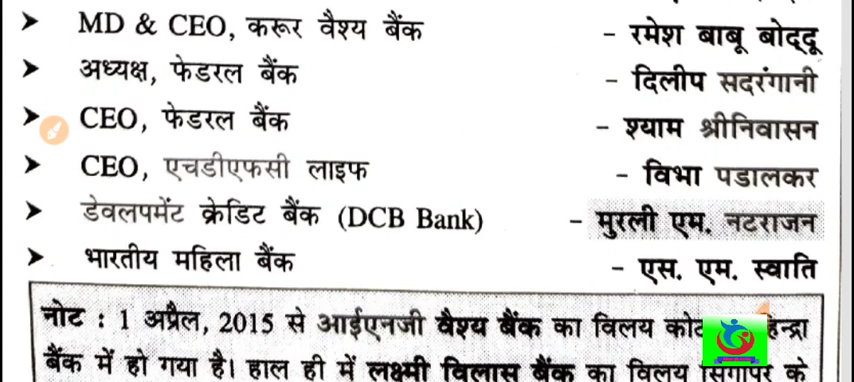 ➤ MD & CEO, करूर वैश्य बैंक – रमेश बाबू बोद्दू
➤ अध्यक्ष, फेडरल बैंक – दिलीप सदरंगानी
➤ CEO, फेडरल बैंक – श्याम श्रीनिवासन
➤ CEO, एचडीएफसी लाइफ – विभा पडालकर
➤ डेवलपमेंट क्रेडिट बैंक (DCB Bank) – मुरली एम. नटराजन
➤ भारतीय महिला बैंक – एस. एम. स्वाति
नोट : 1 अप्रैल, 2015 से आईएनजी वैश्य बैंक का विलय
बैंक में हो गया है। हाल ही में लक्ष्मी विलास बैंक का विलय सिंगापुर के